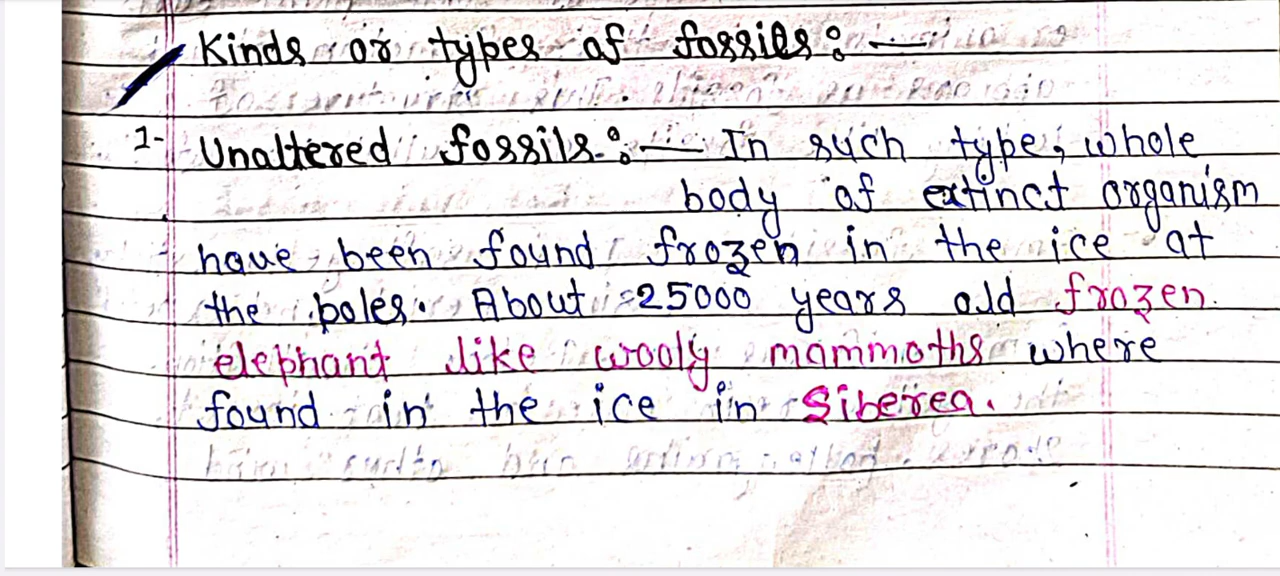 Kinds or types of fossils : —
1- Unaltered fossils :— In such type, whole
body of extinct organism
have been found frozen in the ice at
the poles. About 25000 years old frozen
elephant like wooly mammoths where
found in the ice in Siberea.